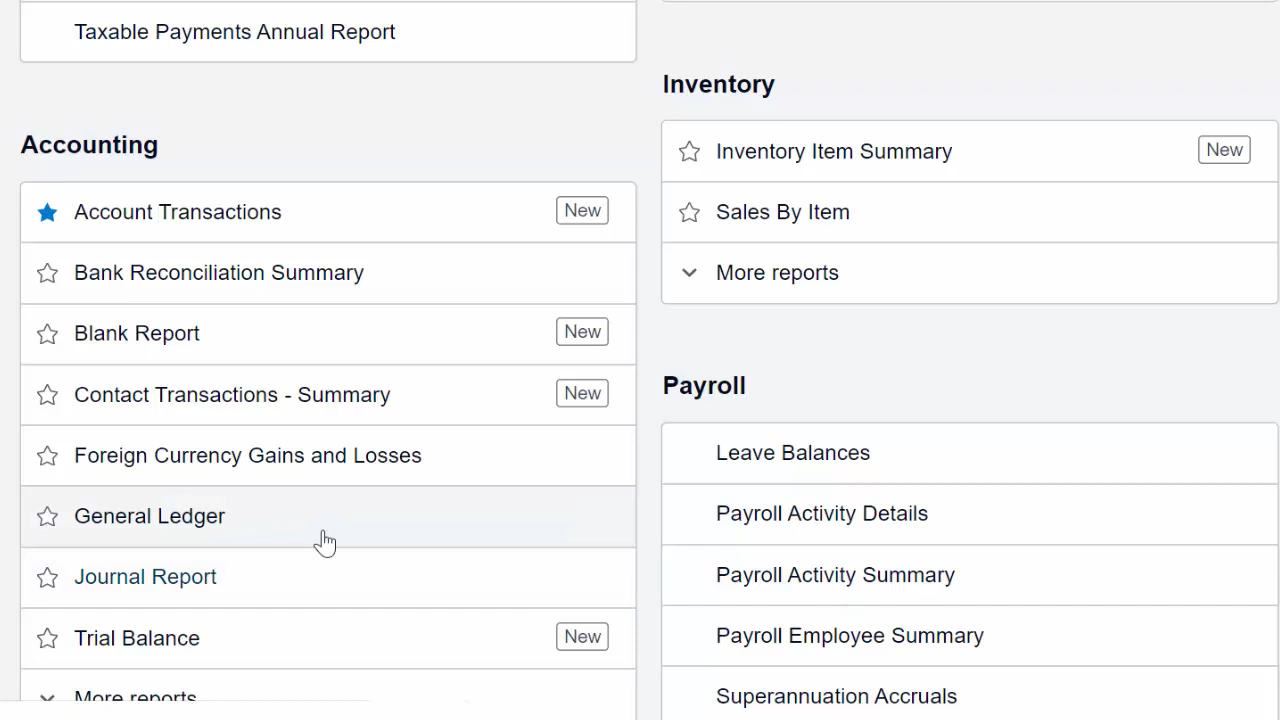 Taxable Payments Annual Report
Accounting
Account Transactions New
Bank Reconciliation Summary
Blank Report New
Contact Transactions - Summary New
Foreign Currency Gains and Losses
General Ledger
Journal Report
Trial Balance New
More reports
Inventory
Inventory Item Summary New
Sales By Item
More reports
Payroll
Leave Balances
Payroll Activity Details
Payroll Activity Summary
Payroll Employee Summary
Superannuation Accruals